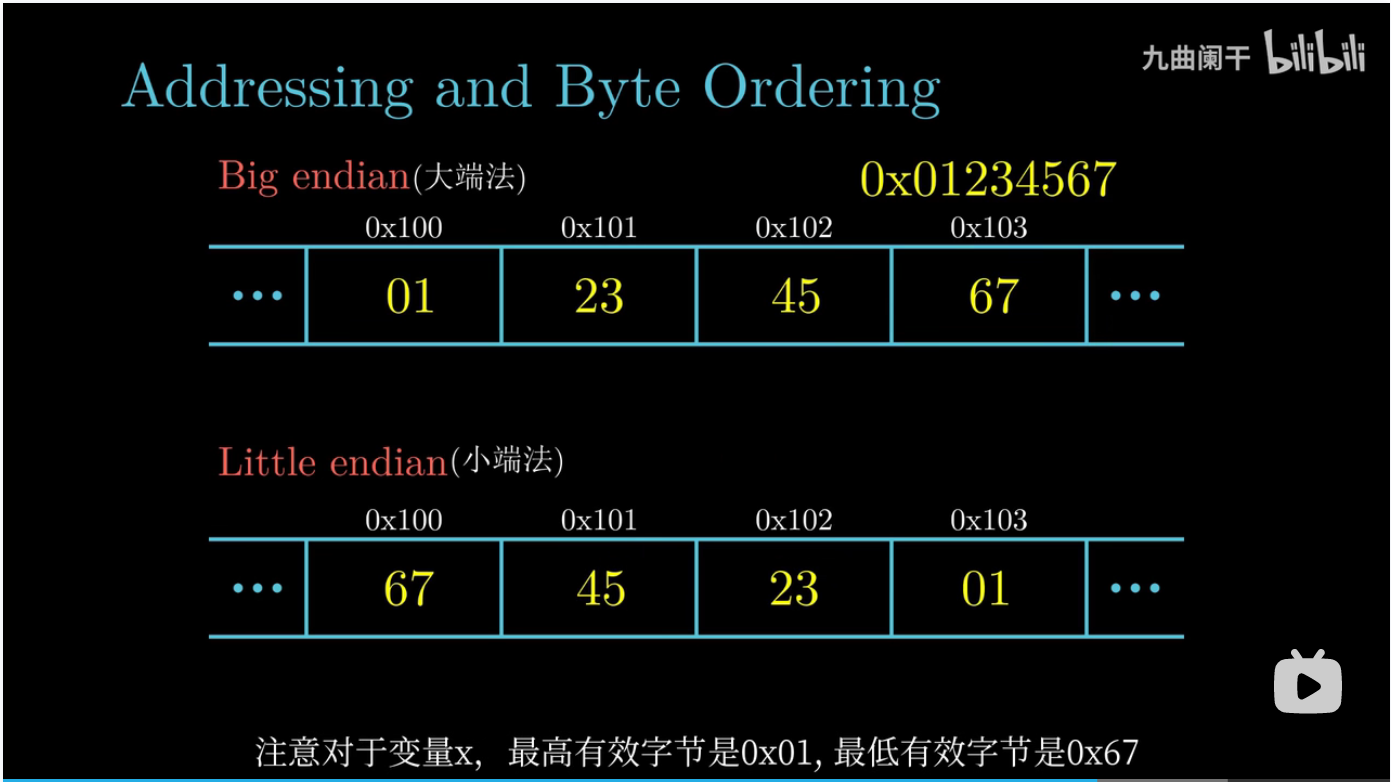 九曲阑干 bilibili
Addressing and Byte Ordering
Big endian(大端法) 0x01234567
0x100 0x101 0x102 0x103
... 01 23 45 67 ...
Little endian(小端法)
0x100 0x101 0x102 0x103
... 67 45 23 01 ...
注意对于变量x，最高有效字节是0x01, 最低有效字节是0x67